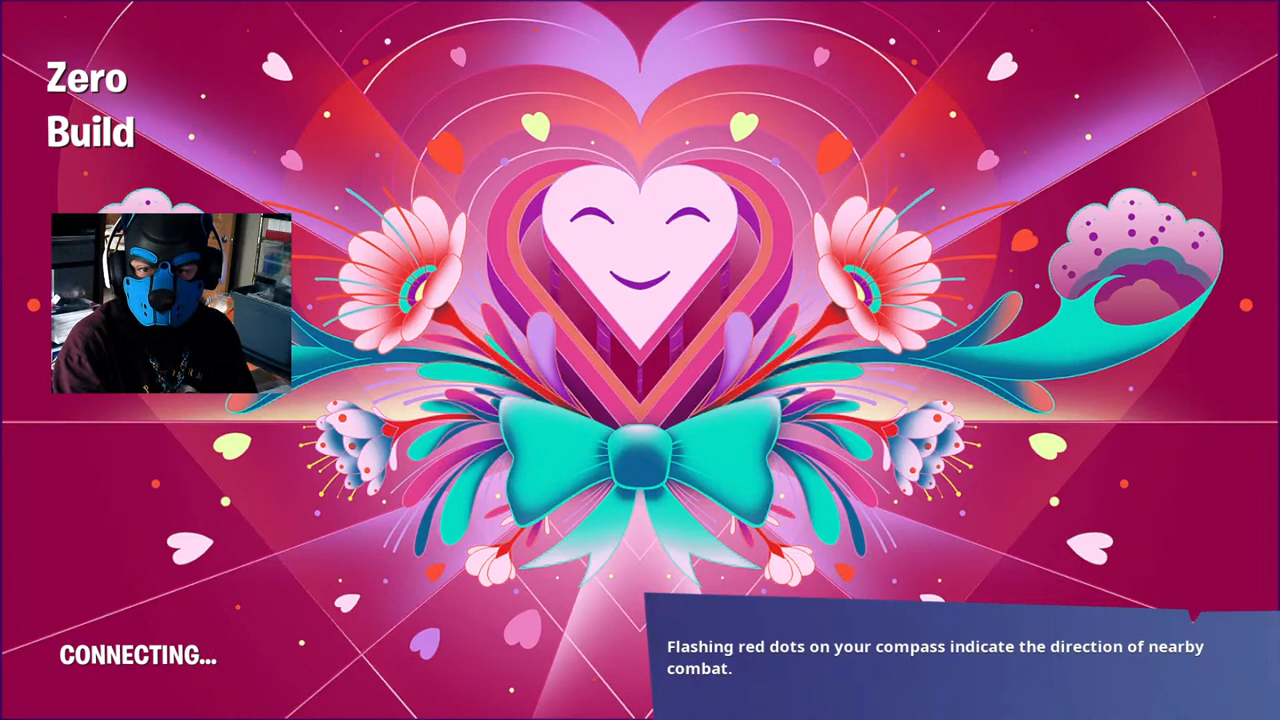 Zero
Build
CONNECTING...
Flashing red dots on your compass indicate the direction of nearby
combat.